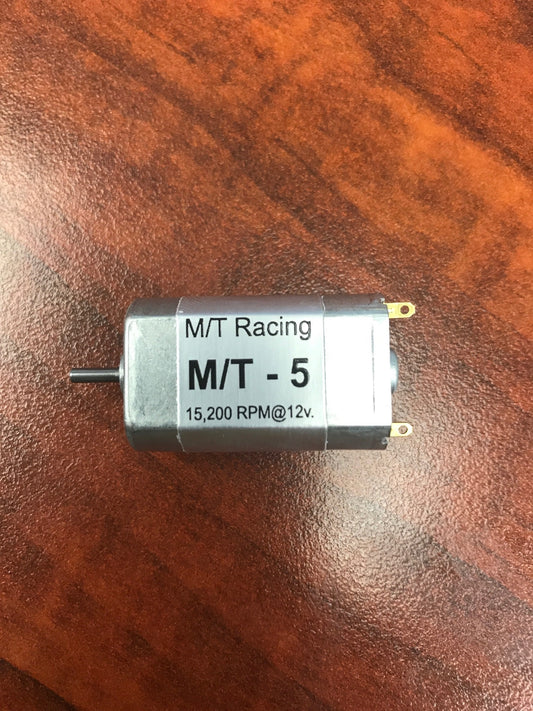 M/T Racing
M/T - 5
15,200 RPM@12v.